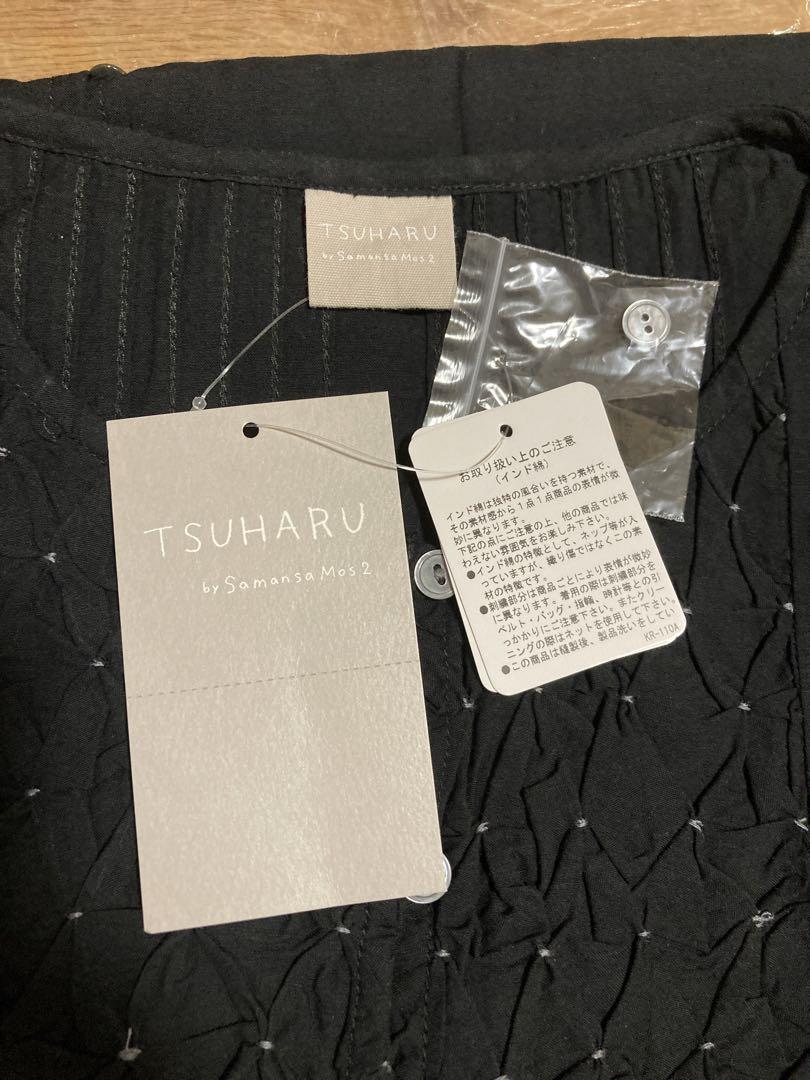 TSUHARU
by Samansa Mos 2
TSUHARU
by Samansa Mos 2
お取り扱い上のご注意
（インド綿）
インド綿は独特の風合いを持つ素材で、
その素材感から1点1点商品の表情が微
妙に異なります。
下記の点にご注意の上、他の商品では味
わえない雰囲気をお楽しみ下さい。
●インド綿の特徴として、ネップ等が入
っていますが、織り傷ではなくこの素
材の特徴です。
●刺繍部分は商品ごとにより表情が微妙
に異なります。着用の際は刺繍部分を
ベルト・バッグ・指輪、時計等との引
っかかりにご注意下さい。またクリー
ニングの際はネットを使用して下さい。
●この商品は縫製後、製品洗いをしてい
KR-110A